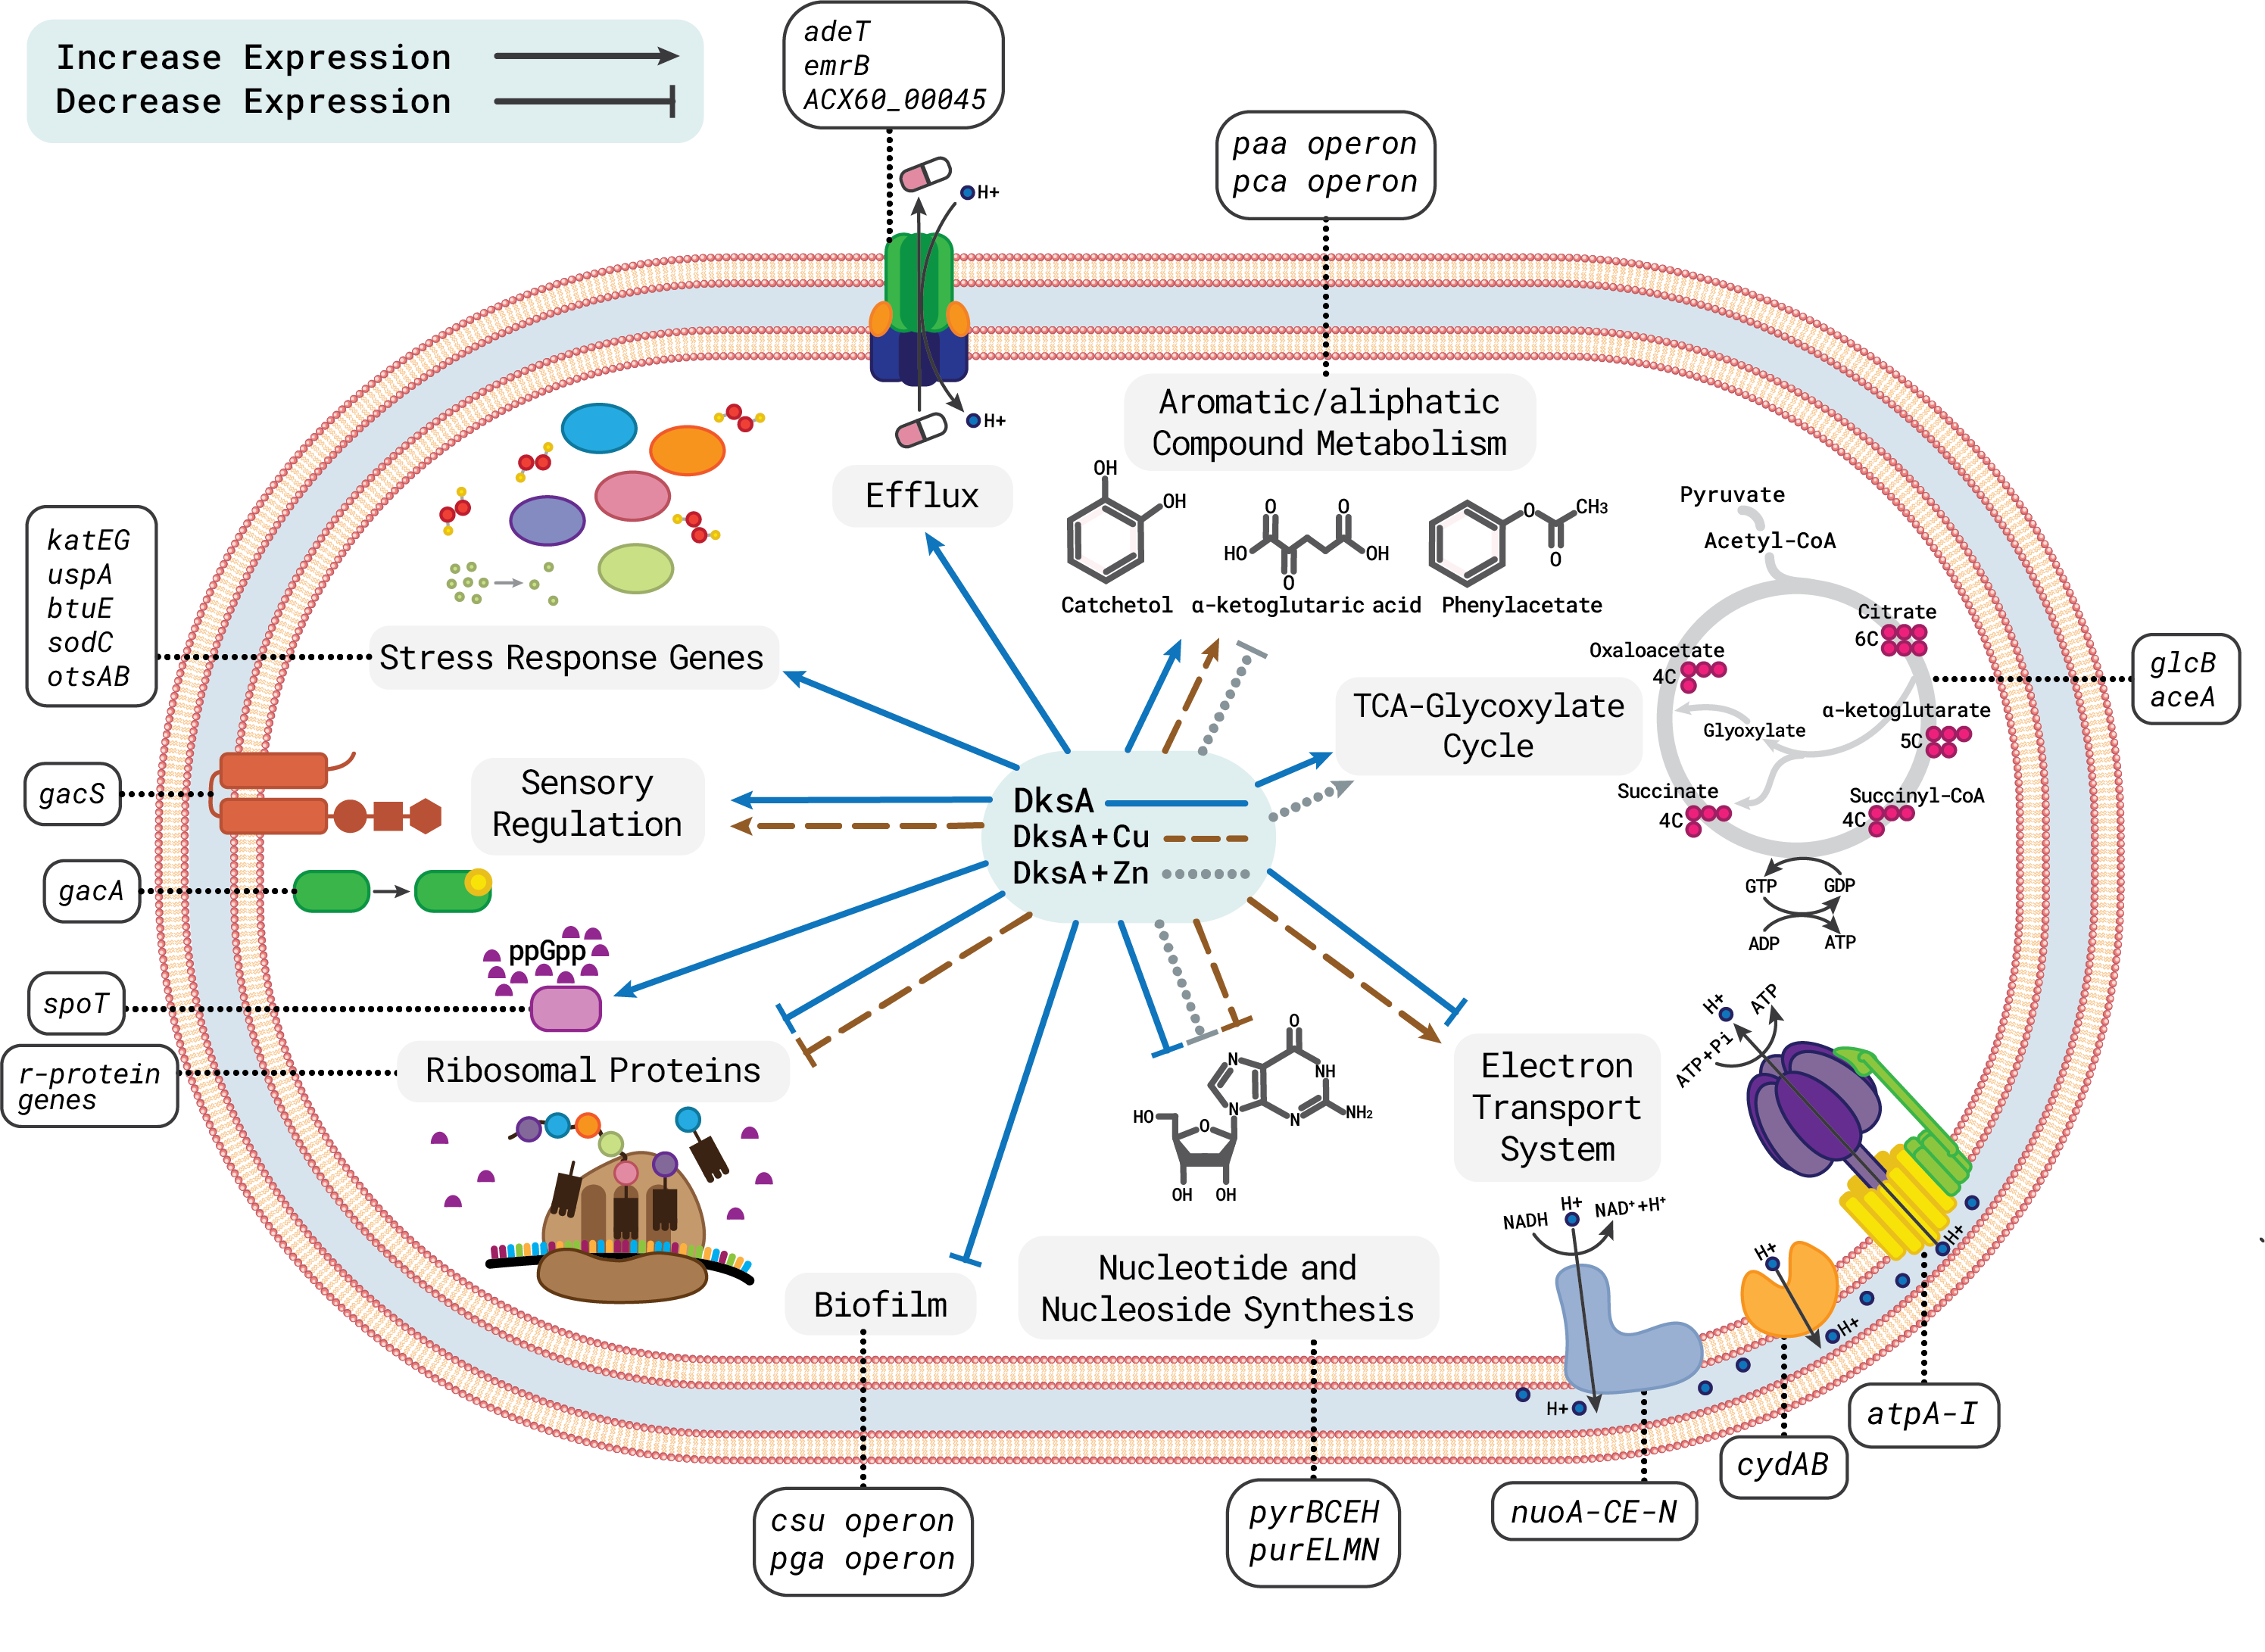 Increase Expression
Decrease Expression
adeT
emrB
ACX60_00045
paa operon
pca operon
H+
H+
Efflux
Aromatic/aliphatic
Compound Metabolism
OH
OH
O
O
HO
OH
O
O
CH3
O
Catchetol
α-ketoglutaric acid
Phenylacetate
Pyruvate
Acetyl-CoA
Citrate
6C
Oxaloacetate
4C
α-ketoglutarate
5C
Glyoxylate
Succinate
4C
Succinyl-CoA
4C
GTP
GDP
ADP
ATP
glcB
aceA
katEG
uspA
btuE
sodC
otsAB
Stress Response Genes
TCA-Glycoxylate
Cycle
gacS
Sensory
Regulation
DksA
DksA+Cu
DksA+Zn
gacA
ppGpp
spoT
r-protein
genes
Ribosomal Proteins
O
N
NH
N
N
NH2
HO
O
OH
OH
Electron
Transport
System
H+
ATP
ATP+Pi
H+
NADH
H+
NAD⁺+H⁺
H+
H+
H+
Biofilm
Nucleotide and
Nucleoside Synthesis
csu operon
pga operon
pyrBCEH
purELMN
nuoA-CE-N
cydAB
atpA-I